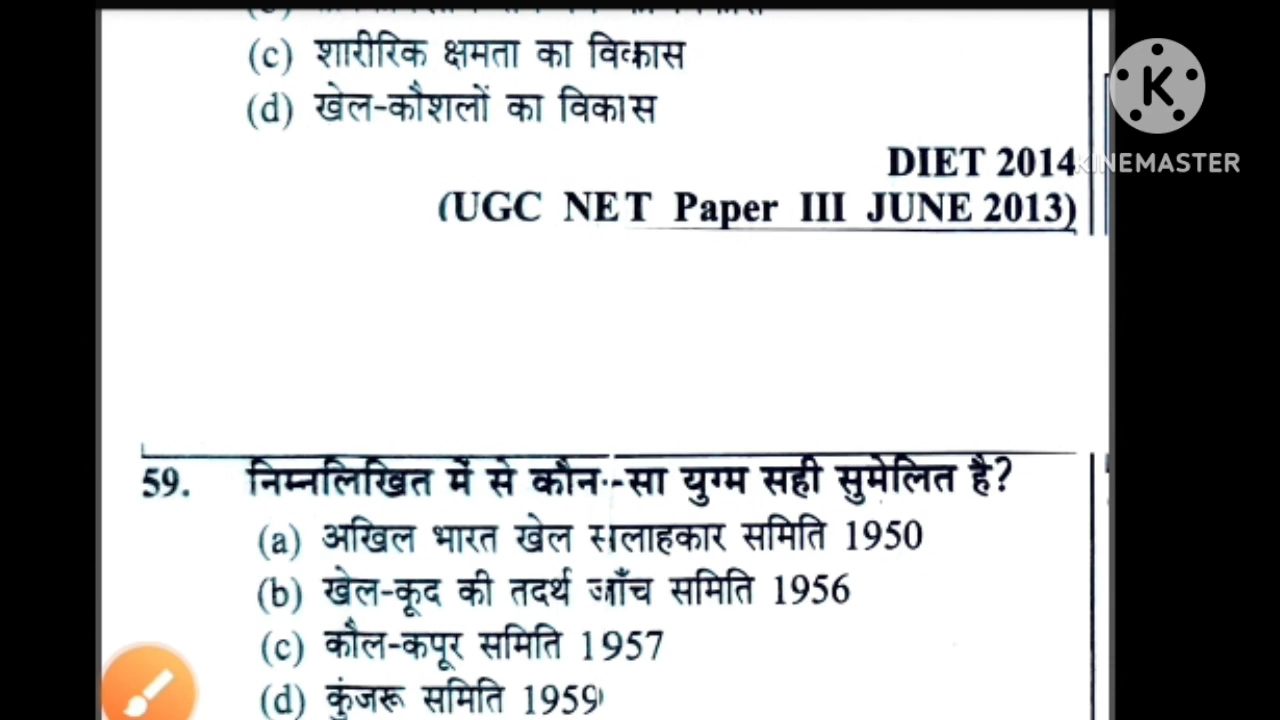 (c) शारीरिक क्षमता का विकास
(d) खेल-कौशलों का विकास
K
KINEMASTER
DIET 2014
(UGC NET Paper III JUNE 2013)
59. निम्नलिखित में से कौन-सा युग्म सही सुमेलित है?
(a) अखिल भारत खेल सलाहकार समिति 1950
(b) खेल-कूद की तदर्थ जाँच समिति 1956
(c) कौल-कपूर समिति 1957
(d) कुंजरू समिति 1959